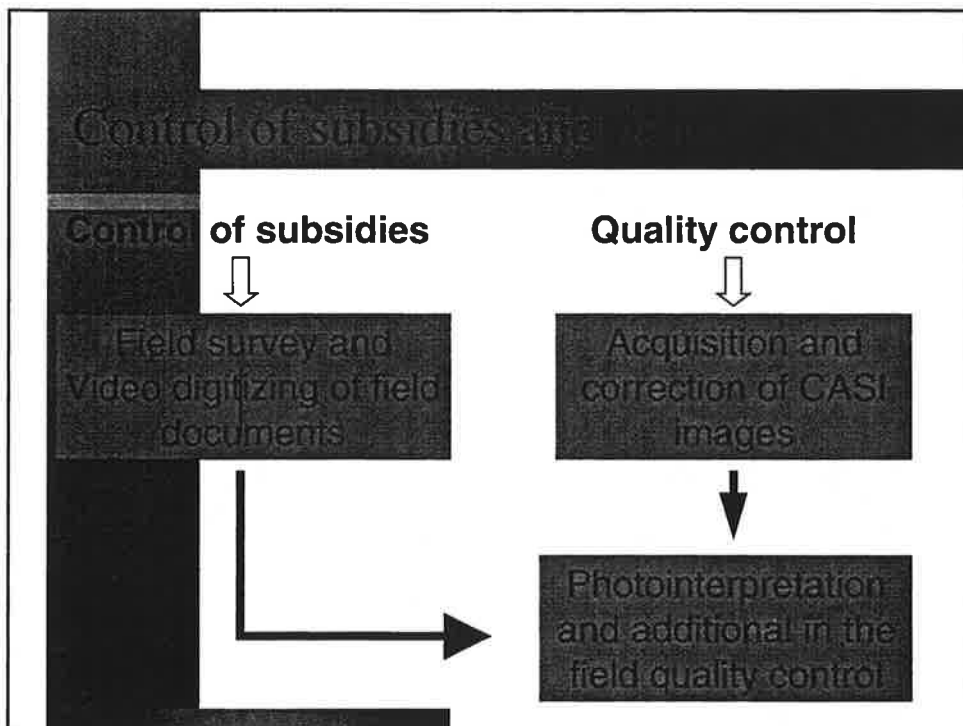 Control of subsidies and
Control of subsidies
Quality control
Field survey and
Video digitizing of field
documents
Acquisition and
correction of CASI
images
Photointerpretation
and additional in the
field quality control